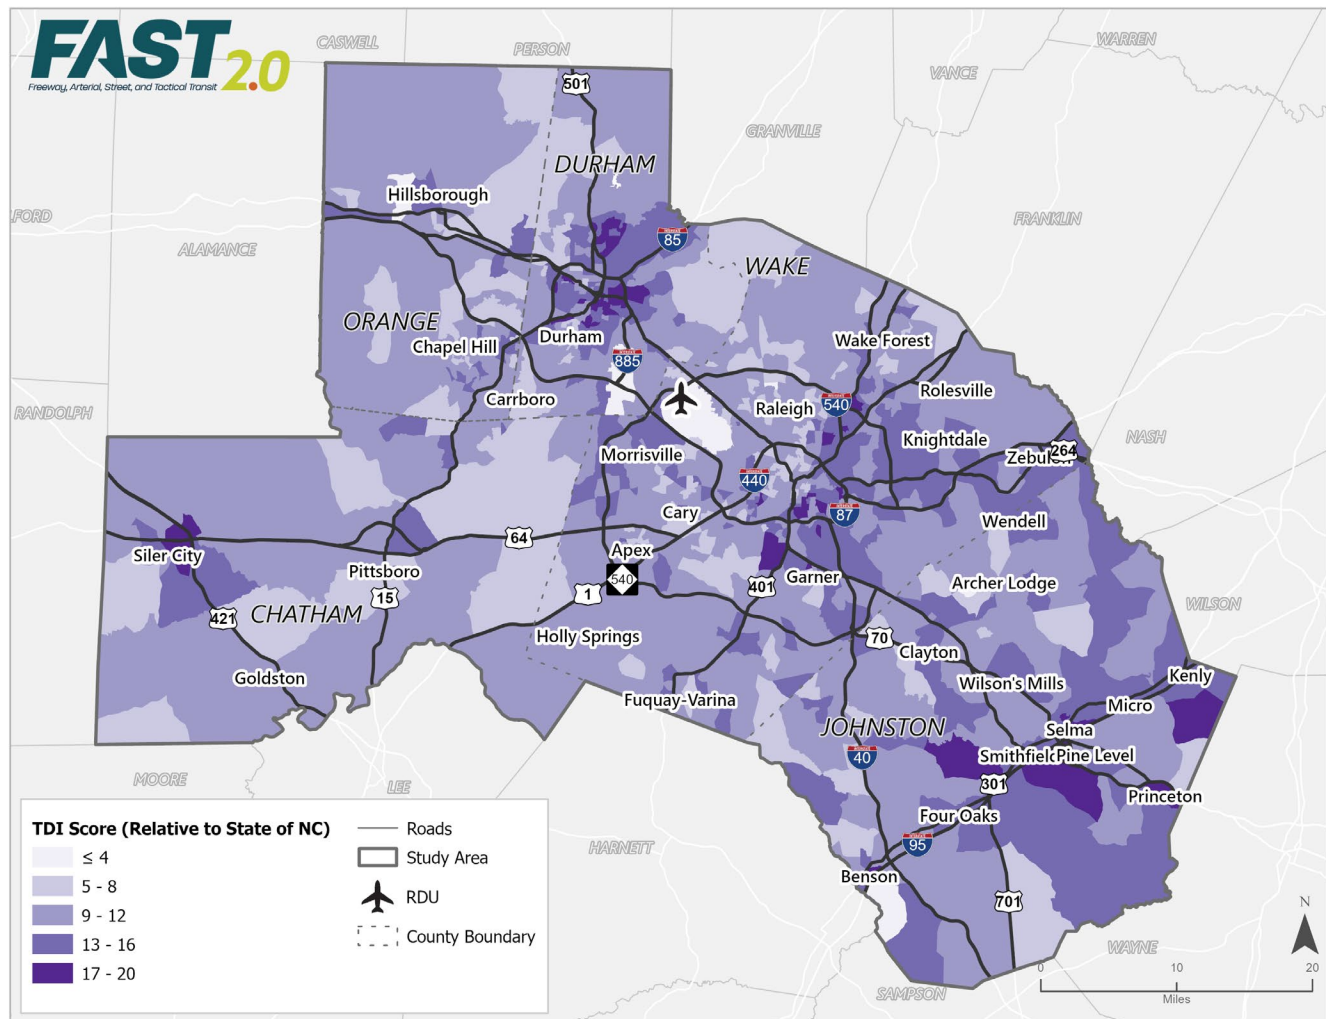 FAST 2.0
Freeway, Arterial, Street, and Tactical Transit
CASWELL
PERSON
WARREN
VANCE
501
GRANVILLE
DURHAM
Hillsborough
FORD
FRANKLIN
ALAMANCE
85
WAKE
ORANGE
Durham
Chapel Hill
Wake Forest
885
Rolesville
Carrboro
540
Raleigh
RANDOLPH
Knightdale
NASH
264
Morrisville
440
Cary
87
Wendell
64
Siler City
Apex
Pittsboro
540
Garner
Archer Lodge
401
15
1
CHATHAM
421
WILSON
Holly Springs
70
Clayton
Goldston
Wilson's Mills
Kenly
Fuquay-Varina
Micro
JOHNSTON
Selma
40
Pine Level
MOORE
LEE
301
Princeton
Four Oaks
HARNETT
95
Benson
701
WAYNE
SAMPSON
TDI Score (Relative to State of NC)
≤ 4
5 - 8
9 - 12
13 - 16
17 - 20
Roads
Study Area
RDU
County Boundary
N
0 10 20
Miles